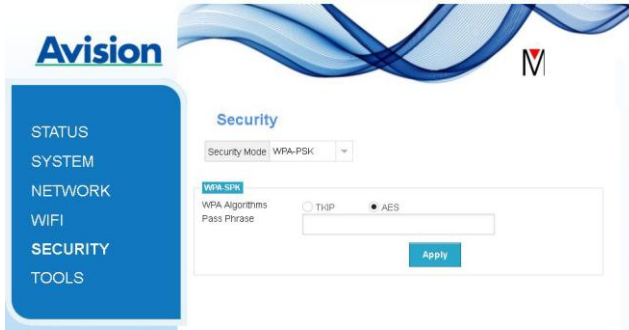 Avision
M
STATUS
SYSTEM
NETWORK
WIFI
SECURITY
TOOLS
Security
Security Mode WPA-PSK
WPA-SPK
WPA Algorithms TKIP AES
Pass Phrase
Apply